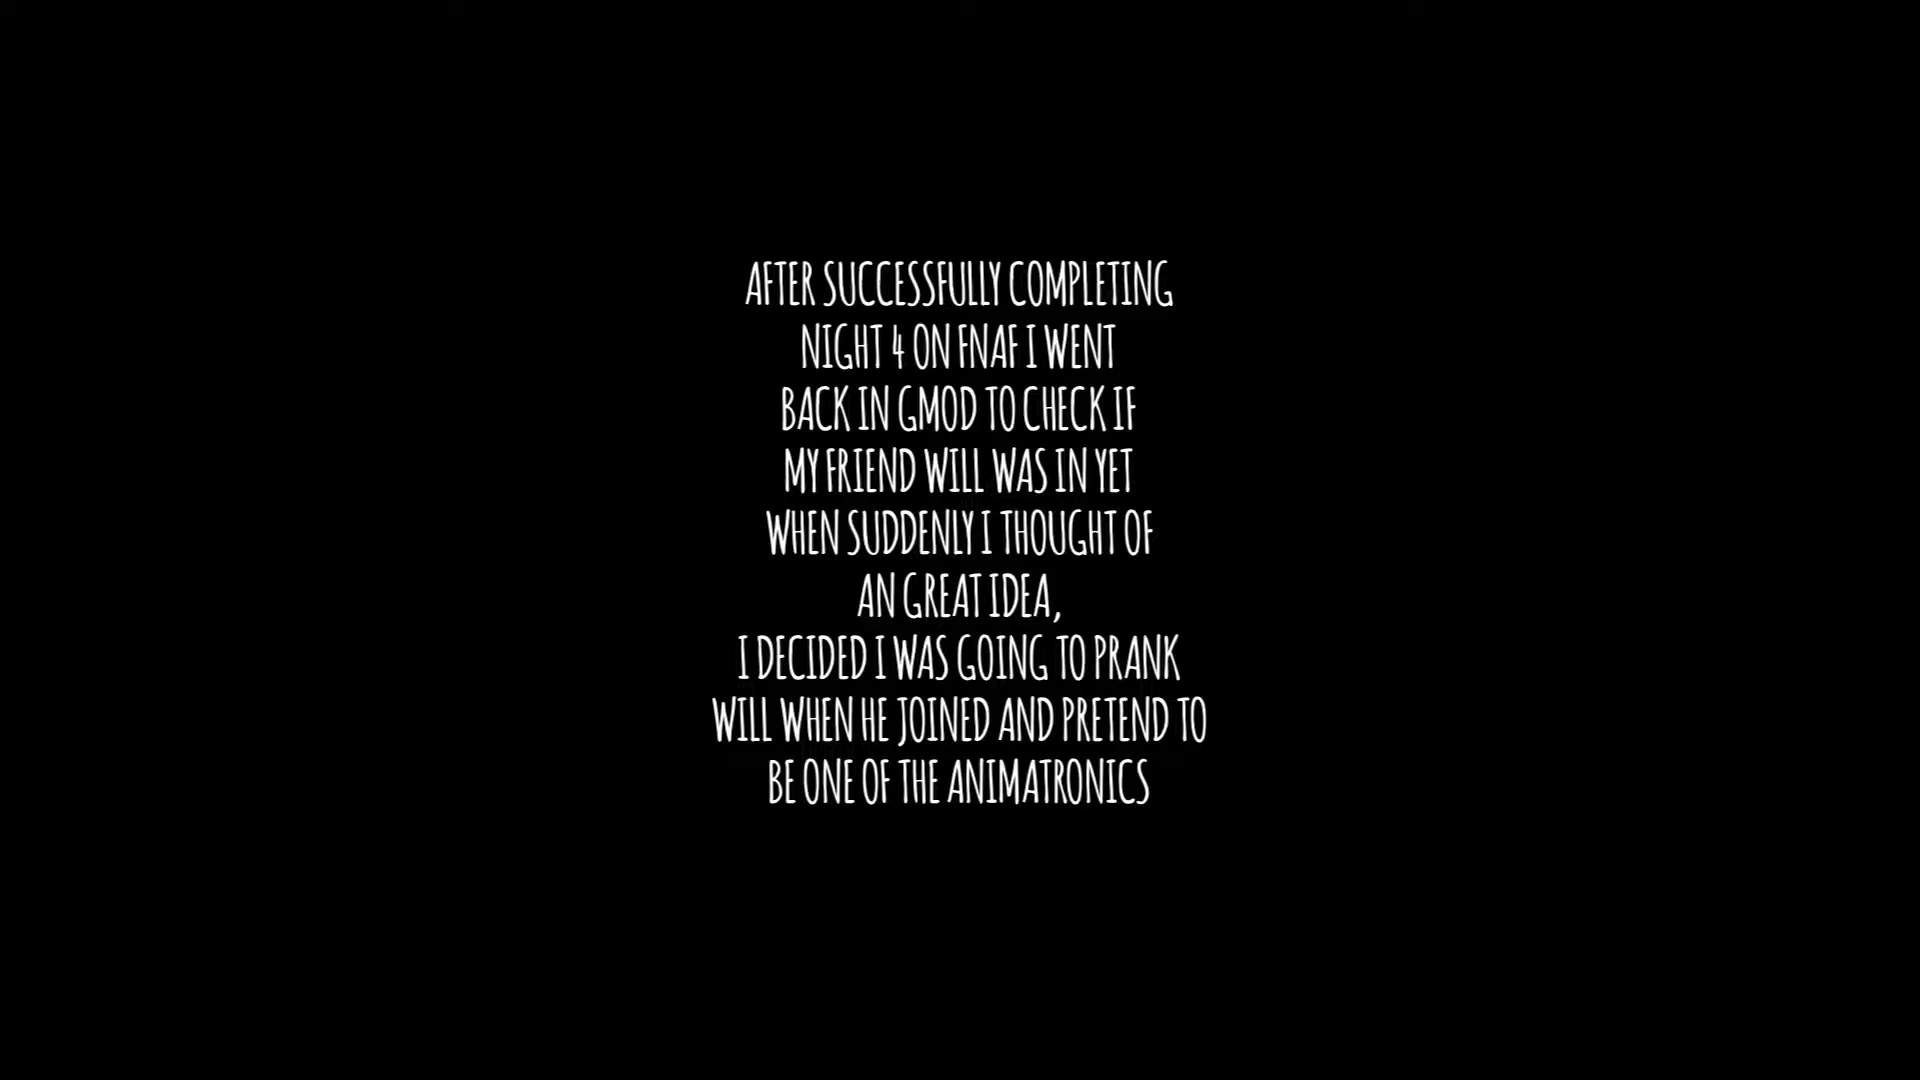 AFTER SUCCESSFULLY COMPLETING
NIGHT 4 ON FNAF I WENT
BACK IN GMOD TO CHECK IF
MY FRIEND WILL WAS IN YET
WHEN SUDDENLY I THOUGHT OF
AN GREAT IDEA,
I DECIDED I WAS GOING TO PRANK
WILL WHEN HE JOINED AND PRETEND TO
BE ONE OF THE ANIMATRONICS